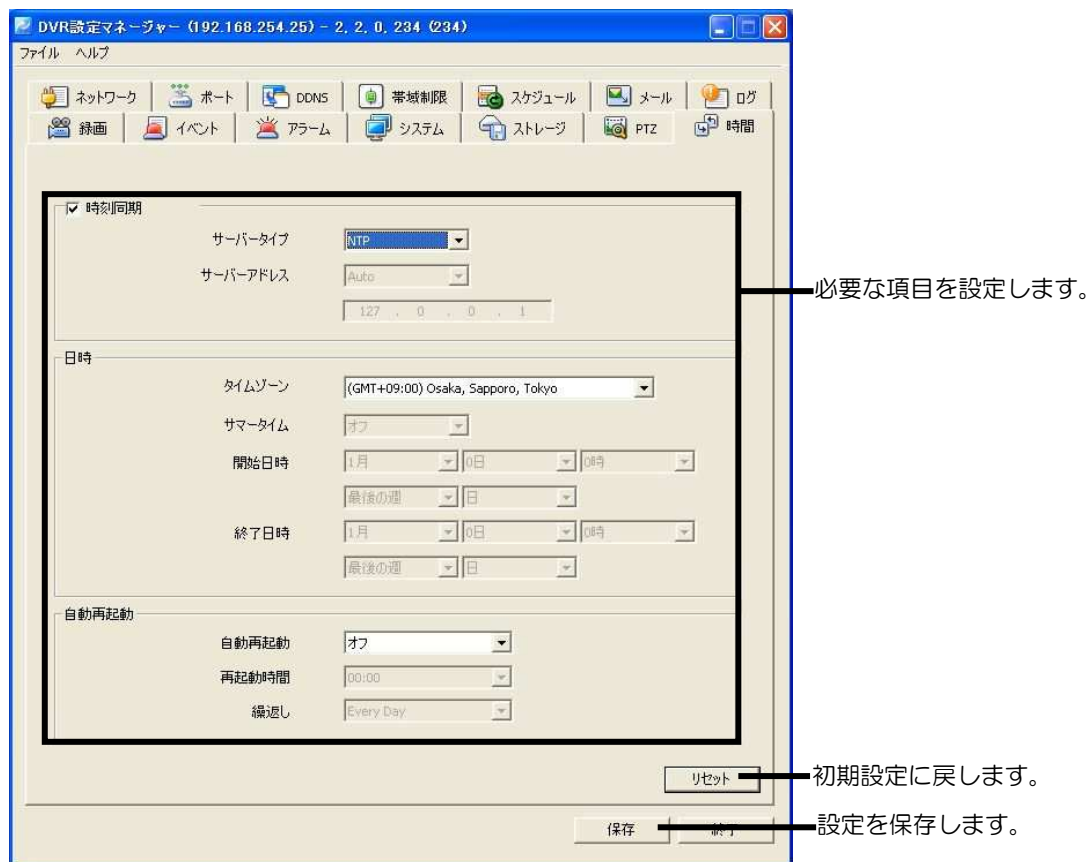 DVR設定マネージャー (192.168.254.25) - 2, 2, 0, 234 (234)
ファイル ヘルプ
ネットワーク ポート DDNS 帯域制限 スケジュール メール ログ
録画 イベント アラーム システム ストレージ PTZ 時間
時刻同期
サーバータイプ NTP
サーバーアドレス Auto
127 . 0 . 0 . 1
必要な項目を設定します。
日時
タイムゾーン (GMT+09:00) Osaka, Sapporo, Tokyo
サマータイム オフ
開始日時 1月 0日 0時
最後の週 日
終了日時 1月 0日 0時
最後の週 日
自動再起動
自動再起動 オフ
再起動時間 00:00
繰返し Every Day
リセット 初期設定に戻します。
保存 終了 設定を保存します。